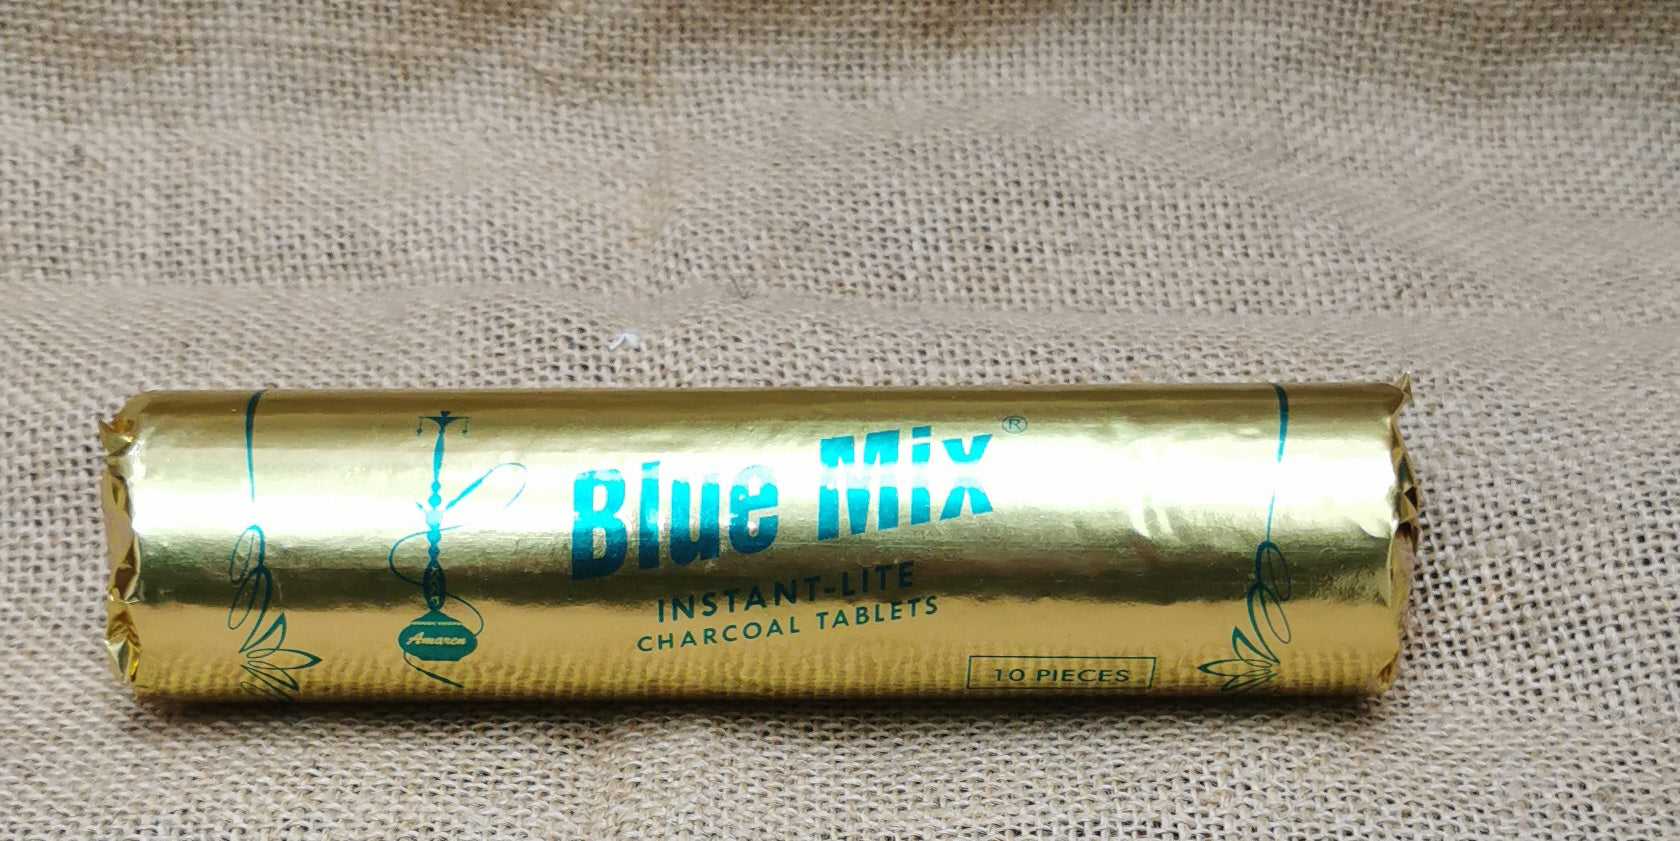 Blue Mix®
INSTANT-LITE
CHARCOAL TABLETS
Amaren
10 PIECES